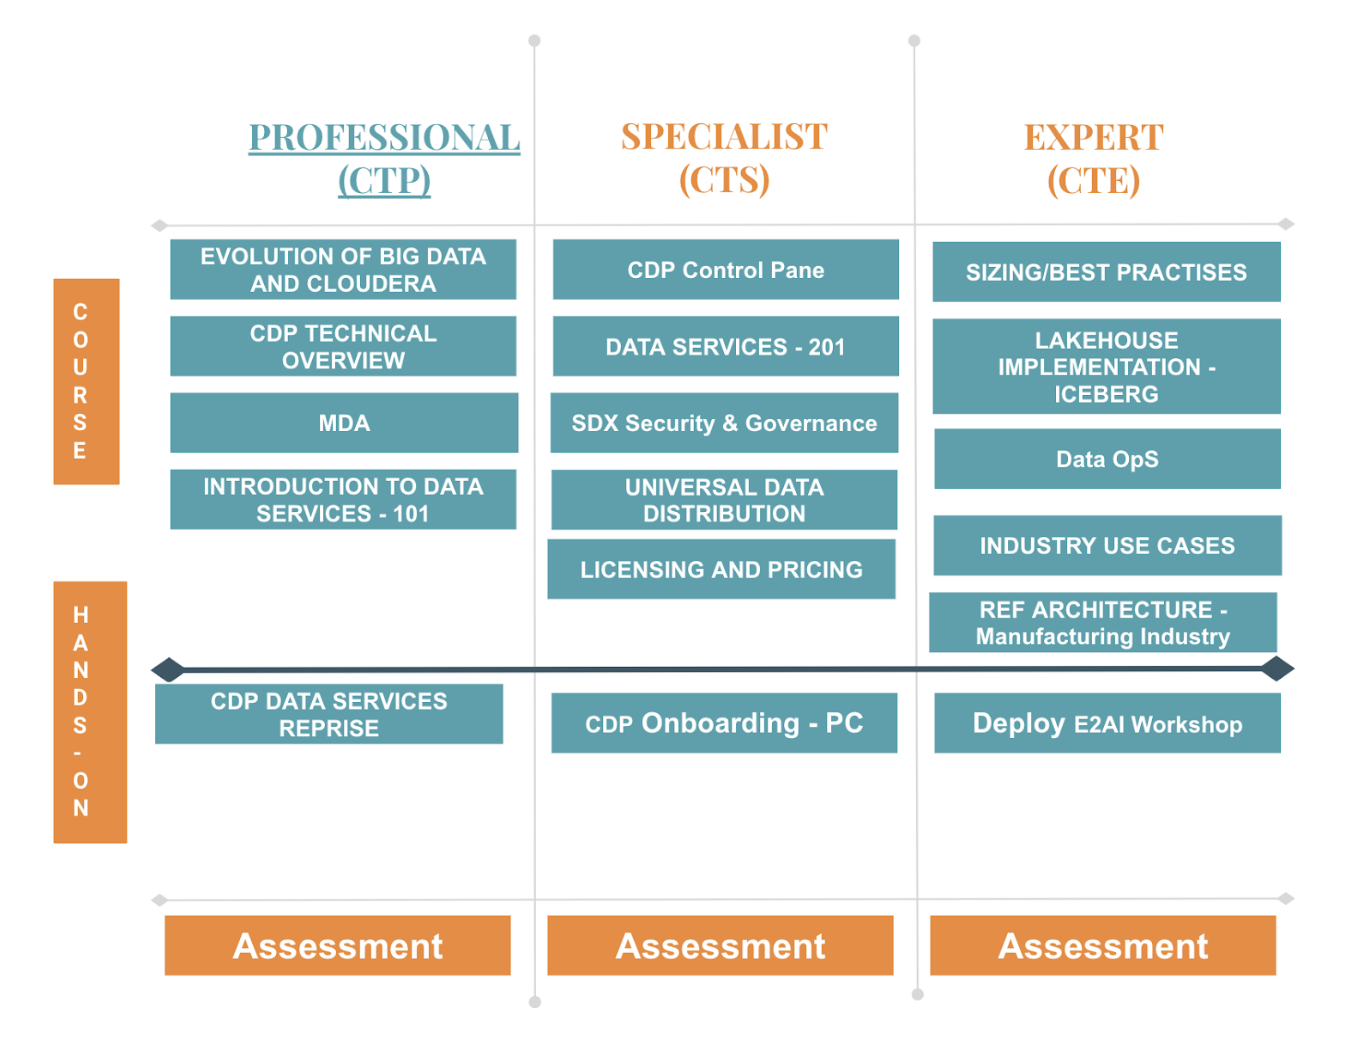 PROFESSIONAL
(CTP)
SPECIALIST
(CTS)
EXPERT
(CTE)
COURSE
EVOLUTION OF BIG DATA
AND CLOUDERA
CDP TECHNICAL
OVERVIEW
MDA
INTRODUCTION TO DATA
SERVICES - 101
CDP Control Pane
DATA SERVICES - 201
SDX Security & Governance
UNIVERSAL DATA
DISTRIBUTION
LICENSING AND PRICING
SIZING/BEST PRACTISES
LAKEHOUSE
IMPLEMENTATION -
ICEBERG
Data OpS
INDUSTRY USE CASES
REF ARCHITECTURE -
Manufacturing Industry
HANDS-ON
CDP DATA SERVICES
REPRISE
CDP Onboarding - PC
Deploy E2AI Workshop
Assessment
Assessment
Assessment